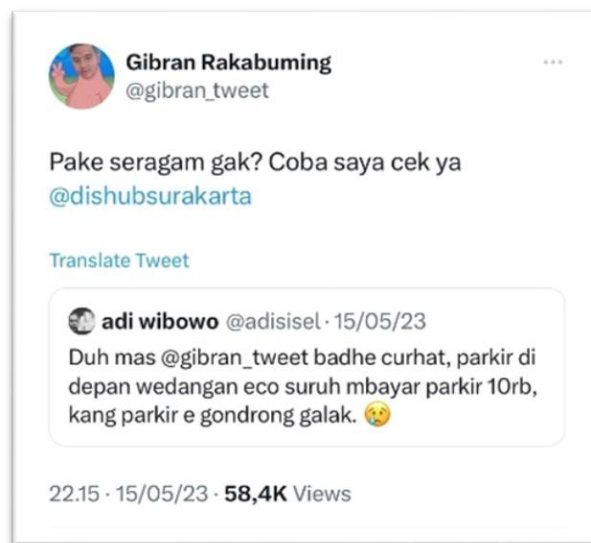 Gibran Rakabuming
@gibran_tweet
Pake seragam gak? Coba saya cek ya
@dishubsurakarta
Translate Tweet
adi wibowo @adisisel · 15/05/23
Duh mas @gibran_tweet badhe curhat, parkir di
depan wedangan eco suruh mbayar parkir 10rb,
kang parkir e gondrong galak. 😢
22.15 · 15/05/23 · 58,4K Views